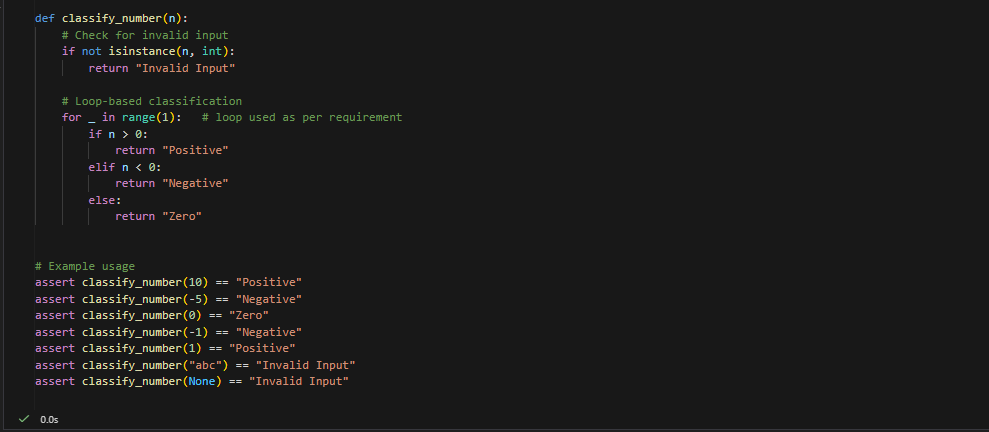 def classify_number(n):
    # Check for invalid input
    if not isinstance(n, int):
        return "Invalid Input"
    # Loop-based classification
    for _ in range(1):   # loop used as per requirement
        if n > 0:
            return "Positive"
        elif n < 0:
            return "Negative"
        else:
            return "Zero"
# Example usage
assert classify_number(10) == "Positive"
assert classify_number(-5) == "Negative"
assert classify_number(0) == "Zero"
assert classify_number(-1) == "Negative"
assert classify_number(1) == "Positive"
assert classify_number("abc") == "Invalid Input"
assert classify_number(None) == "Invalid Input"
0.0s